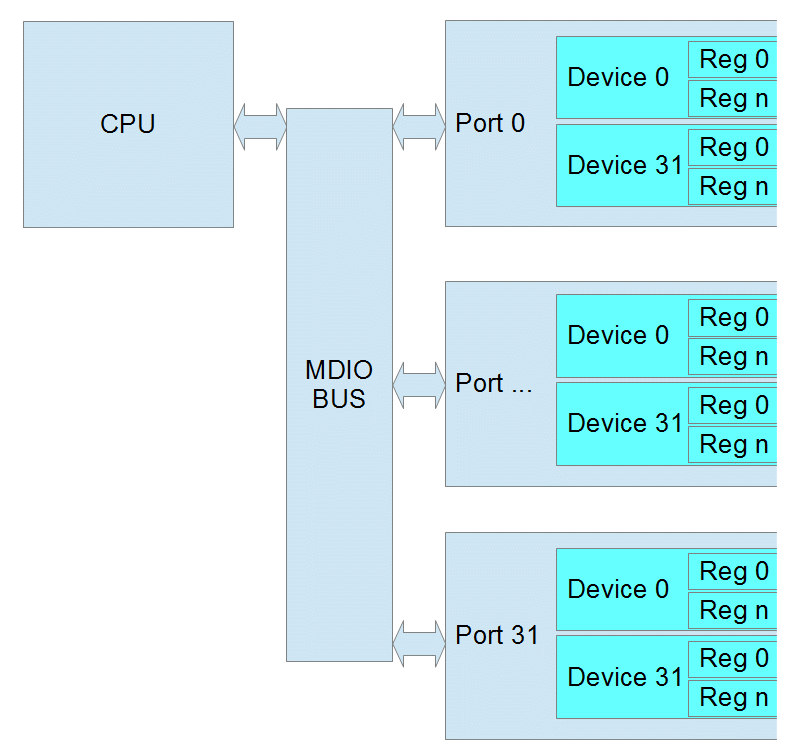 CPU
MDIO
BUS
Port 0
Device 0
Reg 0
Reg n
Device 31
Reg 0
Reg n
Port ...
Device 0
Reg 0
Reg n
Device 31
Reg 0
Reg n
Port 31
Device 0
Reg 0
Reg n
Device 31
Reg 0
Reg n